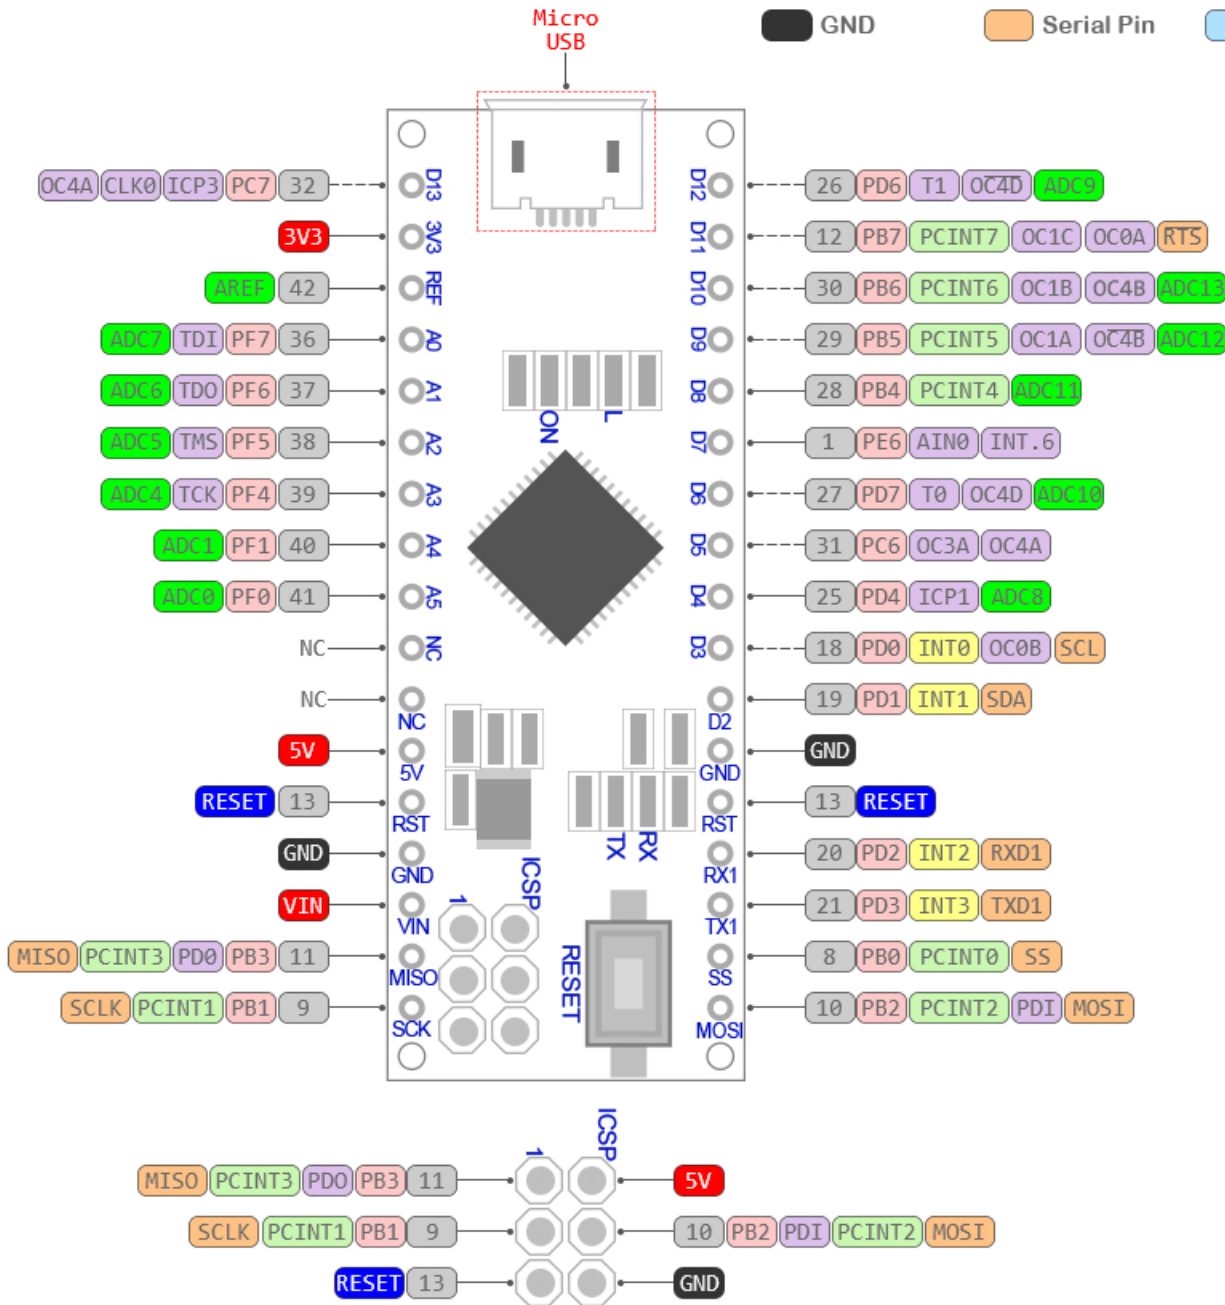 Micro
USB
GND Serial Pin
OC4A CLK0 ICP3 PC7 32 D13 D12 26 PD6 T1 OC4D ADC9
3V3 3V3 D11 12 PB7 PCINT7 OC1C OC0A RTS
AREF 42 REF D10 30 PB6 PCINT6 OC1B OC4B ADC13
ADC7 TDI PF7 36 A0 D9 29 PB5 PCINT5 OC1A OC4B ADC12
ADC6 TDO PF6 37 A1 D8 28 PB4 PCINT4 ADC11
ON L
ADC5 TMS PF5 38 A2 D7 1 PE6 AIN0 INT.6
ADC4 TCK PF4 39 A3 D6 27 PD7 T0 OC4D ADC10
ADC1 PF1 40 A4 D5 31 PC6 OC3A OC4A
ADC0 PF0 41 A5 D4 25 PD4 ICP1 ADC8
NC NC D3 18 PD0 INT0 OC0B SCL
NC NC D2 19 PD1 INT1 SDA
5V 5V GND GND
RESET 13 RST RST 13 RESET
TX RX
GND GND RX1 20 PD2 INT2 RXD1
ICSP
1
VIN VIN TX1 21 PD3 INT3 TXD1
MISO PCINT3 PD0 PB3 11 MISO SS 8 PB0 PCINT0 SS
RESET
SCLK PCINT1 PB1 9 SCK MOSI 10 PB2 PCINT2 PDI MOSI
ICSP
1
MISO PCINT3 PDO PB3 11 5V
SCLK PCINT1 PB1 9 10 PB2 PDI PCINT2 MOSI
RESET 13 GND